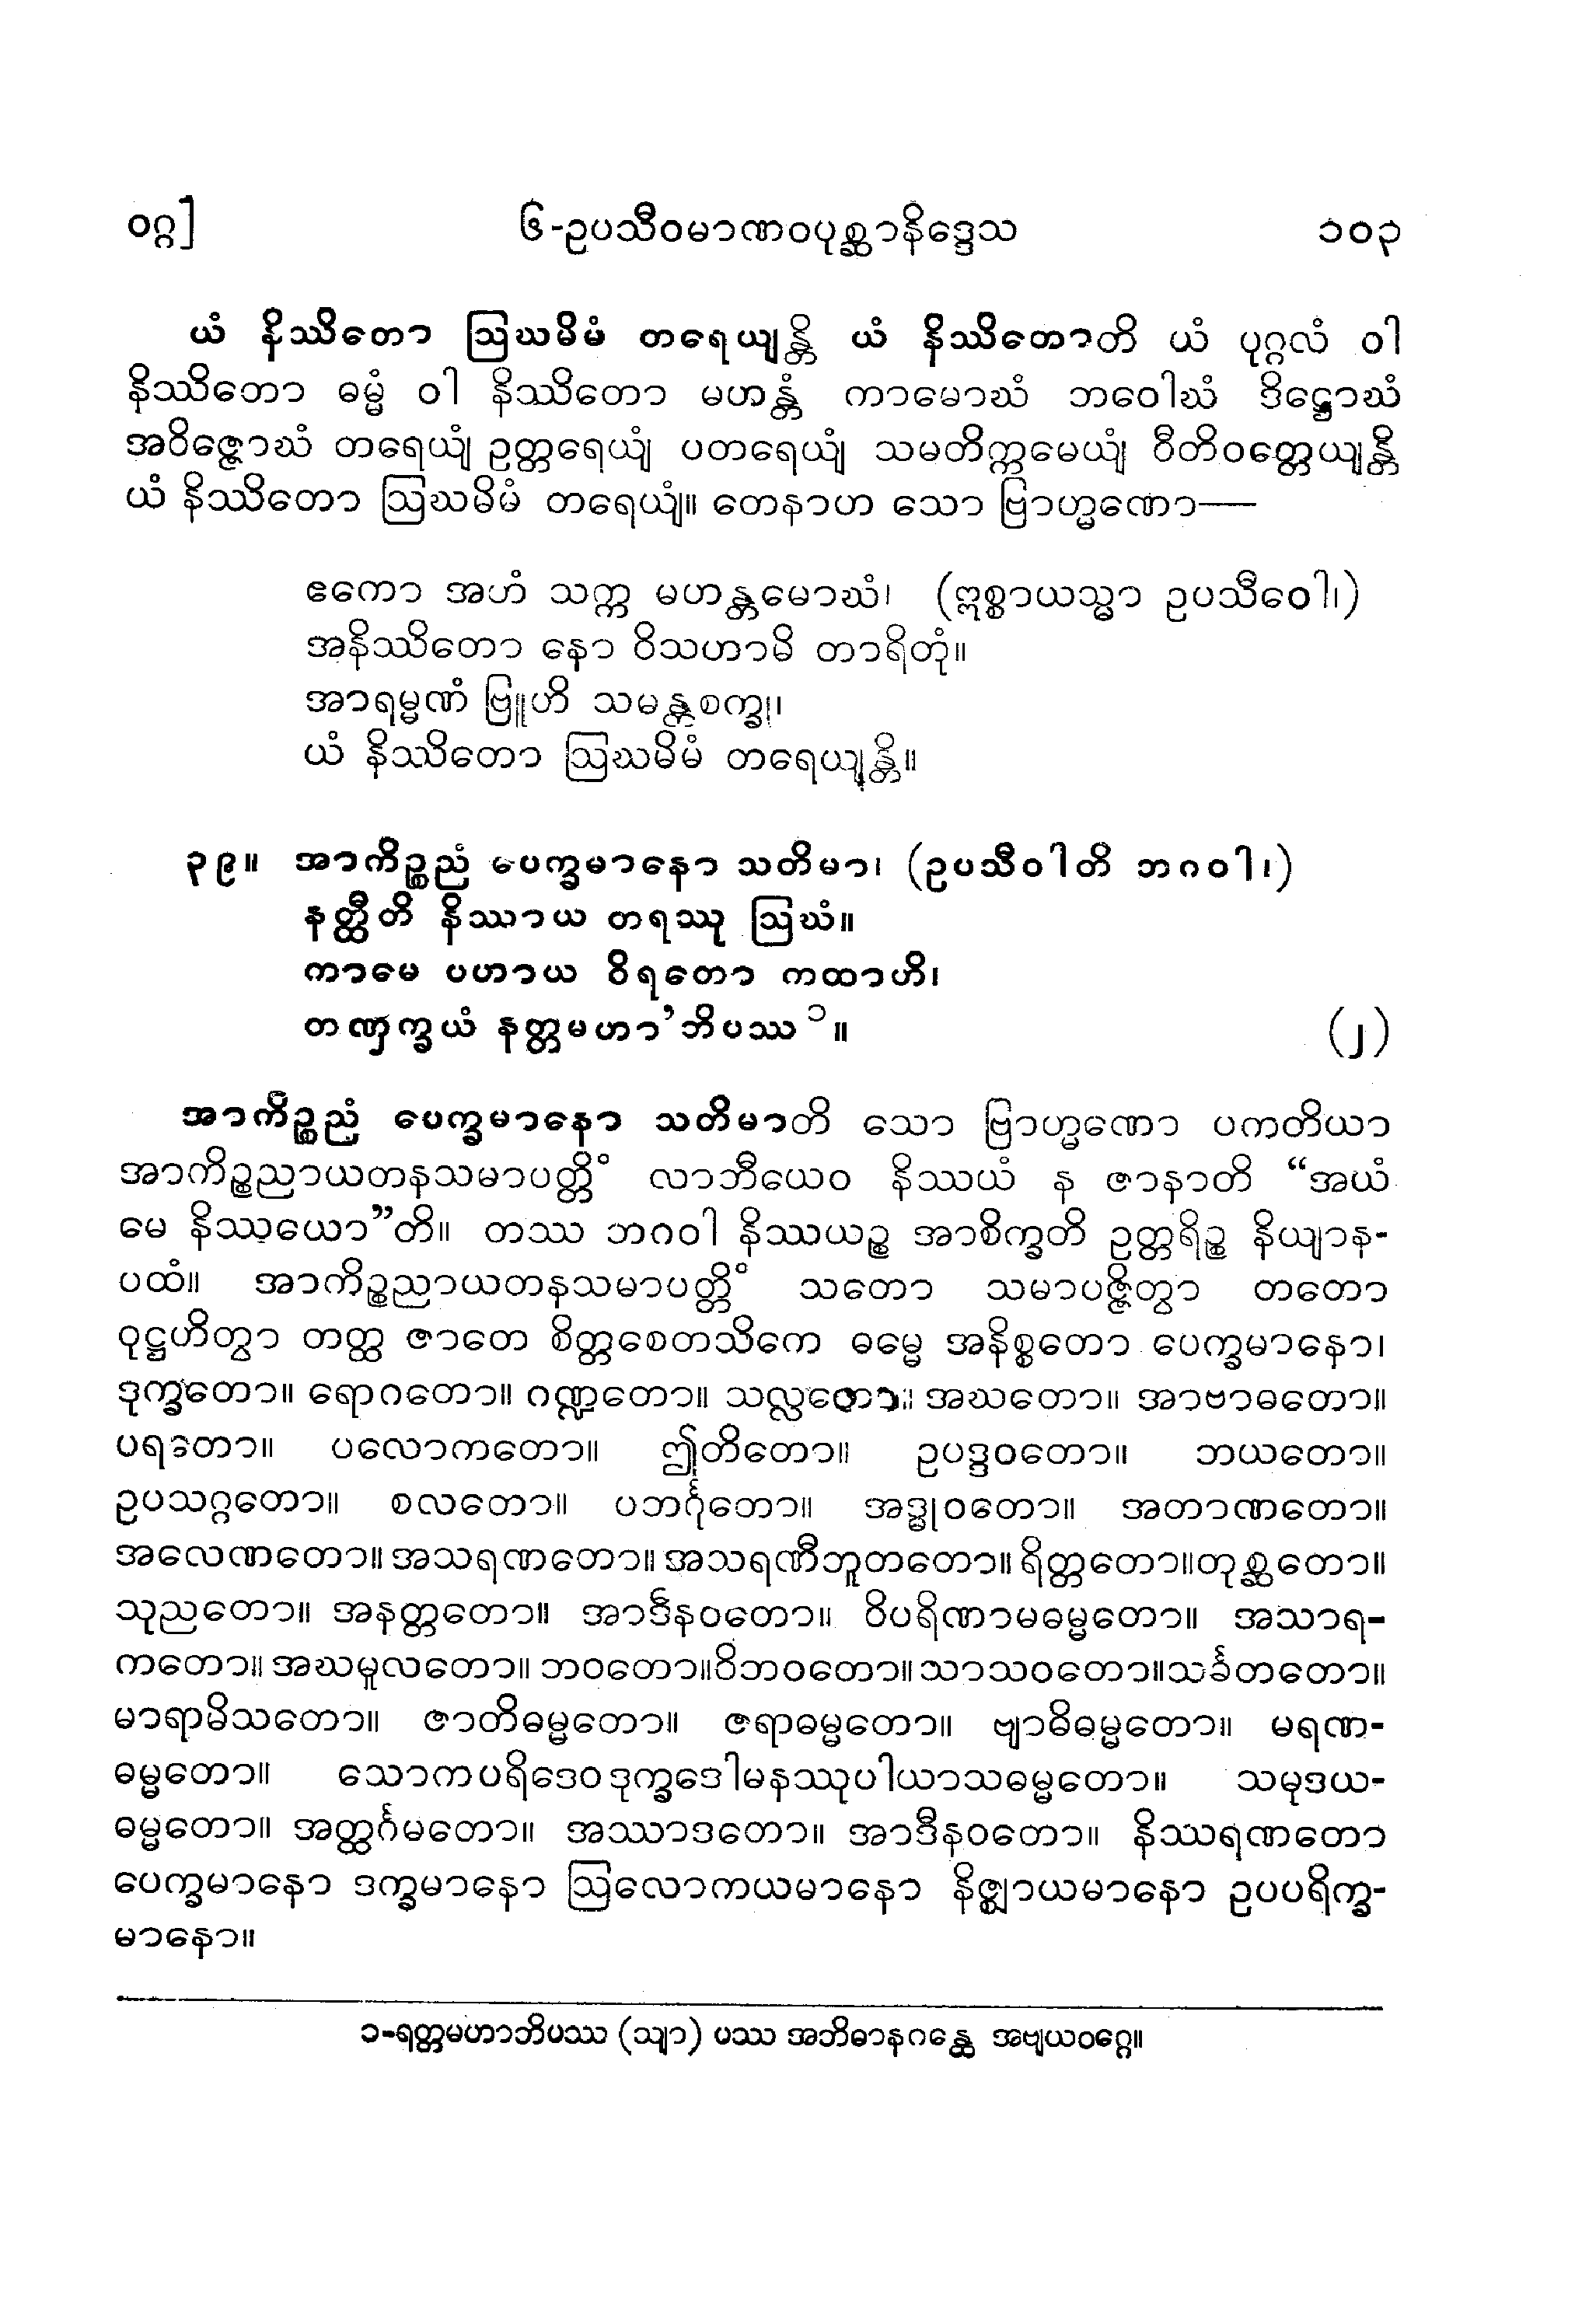 ဝဂ္ဂ] ၆-ဥပသီဝမာဏဝပုစ္ဆာနိဒ္ဒေသ ၁၀၃
ယံ နိဿိတော ဩဃမိမံ တရေယျန္တိ ယံ နိဿိတောတိ ယံ ပုဂ္ဂလံ ဝါ
နိဿိတော ဓမ္မံ ဝါ နိဿိတော မဟန္တံ ကာမောဃံ ဘဝေါဃံ ဒိဋ္ဌောဃံ
အဝိဇ္ဇောဃံ တရေယျံ ဥတ္တရေယျံ ပတရေယျံ သမတိက္ကမေယျံ ဝီတိဝတ္တေယျန္တိ
ယံ နိဿိတော ဩဃမိမံ တရေယျံ။ တေနာဟ သော ဗြာဟ္မဏော—
ဧကော အဟံ သက္က မဟန္တမောဃံ၊ (ဣစ္စာယသ္မာ ဥပသီဝေါ၊)
အနိဿိတော နော ဝိသဟာမိ တာရိတုံ။
အာရမ္မဏံ ဗြူဟိ သမန္တစက္ခု၊
ယံ နိဿိတော ဩဃမိမံ တရေယျန္တိ။
၃၉။ အာကိဉ္စညံ ပေက္ခမာနော သတိမာ၊ (ဥပသီဝါတိ ဘဂဝါ၊)
နတ္ထီတိ နိဿာယ တရဿု ဩဃံ။
ကာမေ ပဟာယ ဝိရတော ကထာဟိ၊
တဏှက္ခယံ နတ္တမဟာ’ဘိပဿ ၁။ (၂)
အာကိဉ္စညံ ပေက္ခမာနော သတိမာတိ သော ဗြာဟ္မဏော ပကတိယာ
အာကိဉ္စညာယတနသမာပတ္တိံ လာဘီယေဝ နိဿယံ န ဇာနာတိ “အယံ
မေ နိဿယော”တိ။ တဿ ဘဂဝါ နိဿယဉ္စ အာစိက္ခတိ ဥတ္တရိဉ္စ နိယျာန-
ပထံ။ အာကိဉ္စညာယတနသမာပတ္တိံ သတော သမာပဇ္ဇိတွာ တတော
ဝုဋ္ဌဟိတွာ တတ္ထ ဇာတေ စိတ္တစေတသိကေ ဓမ္မေ အနိစ္စတော ပေက္ခမာနော၊
ဒုက္ခတော။ ရောဂတော။ ဂဏ္ဍတော။ သလ္လတော။ အဃတော။ အာဗာဓတော။
ပရတော။ ပလောကတော။ ဤတိတော။ ဥပဒ္ဒဝတော။ ဘယတော။
ဥပသဂ္ဂတော။ စလတော။ ပဘင်္ဂုတော။ အဒ္ဓုဝတော။ အတာဏတော။
အလေဏတော။ အသရဏတော။ အသရဏီဘူတတော။ ရိတ္တတော။တုစ္ဆတော။
သုညတော။ အနတ္တတော။ အာဒီနဝတော။ ဝိပရိဏာမဓမ္မတော။ အသာရ-
ကတော။ အဃမူလတော။ ဘဝတော။ဝိဘဝတော။ သာသဝတော။သင်္ခတတော။
မာရာမိသတော။ ဇာတိဓမ္မတော။ ဇရာဓမ္မတော။ ဗျာဓိဓမ္မတော။ မရဏ-
ဓမ္မတော။ သောကပရိဒေဝဒုက္ခဒေါမနဿုပါယာသဓမ္မတော။ သမုဒယ-
ဓမ္မတော။ အတ္ထင်္ဂမတော။ အဿာဒတော။ အာဒီနဝတော။ နိဿရဏတော
ပေက္ခမာနော ဒက္ခမာနော ဩလောကယမာနော နိဇ္ဈာယမာနော ဥပပရိက္ခ-
မာနော။
၁-ရတ္တမဟာဘိပဿ (သျာ) ပဿ အဘိဓာနဂန္ထေ အဗျယဝဂ္ဂေ။